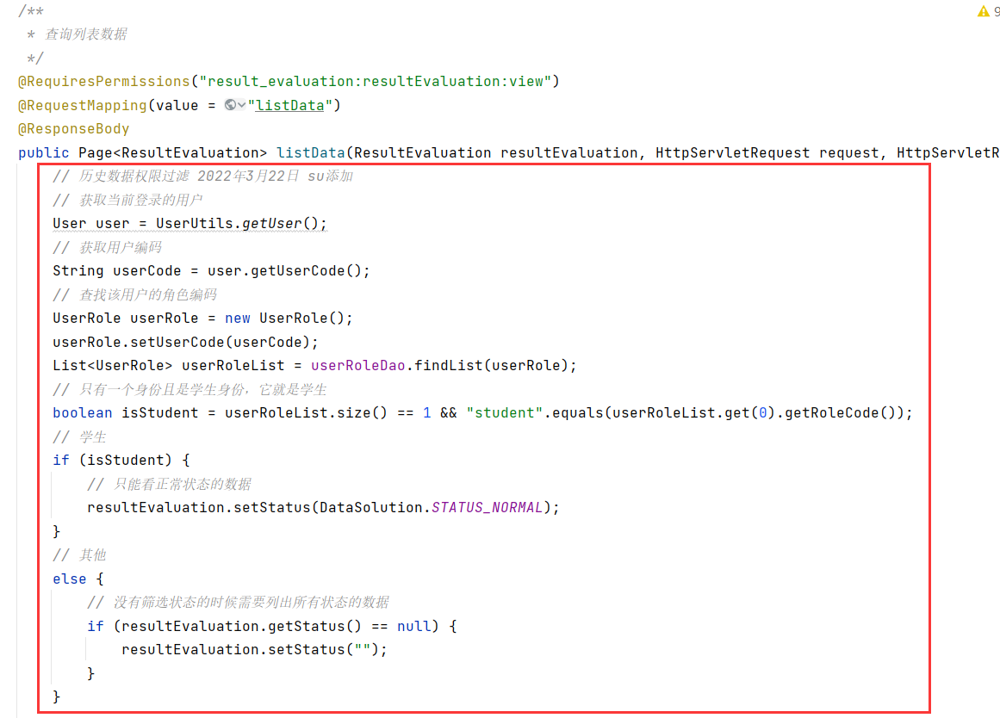 /**
 * 查询列表数据
 */
@RequiresPermissions("result_evaluation:resultEvaluation:view")
@RequestMapping(value = "listData")
@ResponseBody
public Page<ResultEvaluation> listData(ResultEvaluation resultEvaluation, HttpServletRequest request, HttpServletR
// 历史数据权限过滤 2022年3月22日 su添加
// 获取当前登录的用户
User user = UserUtils.getUser();
// 获取用户编码
String userCode = user.getUserCode();
// 查找该用户的角色编码
UserRole userRole = new UserRole();
userRole.setUserCode(userCode);
List<UserRole> userRoleList = userRoleDao.findList(userRole);
// 只有一个身份且是学生身份，它就是学生
boolean isStudent = userRoleList.size() == 1 && "student".equals(userRoleList.get(0).getRoleCode());
// 学生
if (isStudent) {
// 只能看正常状态的数据
resultEvaluation.setStatus(DataSolution.STATUS_NORMAL);
}
// 其他
else {
// 没有筛选状态的时候需要列出所有状态的数据
if (resultEvaluation.getStatus() == null) {
resultEvaluation.setStatus("");
}
}
9